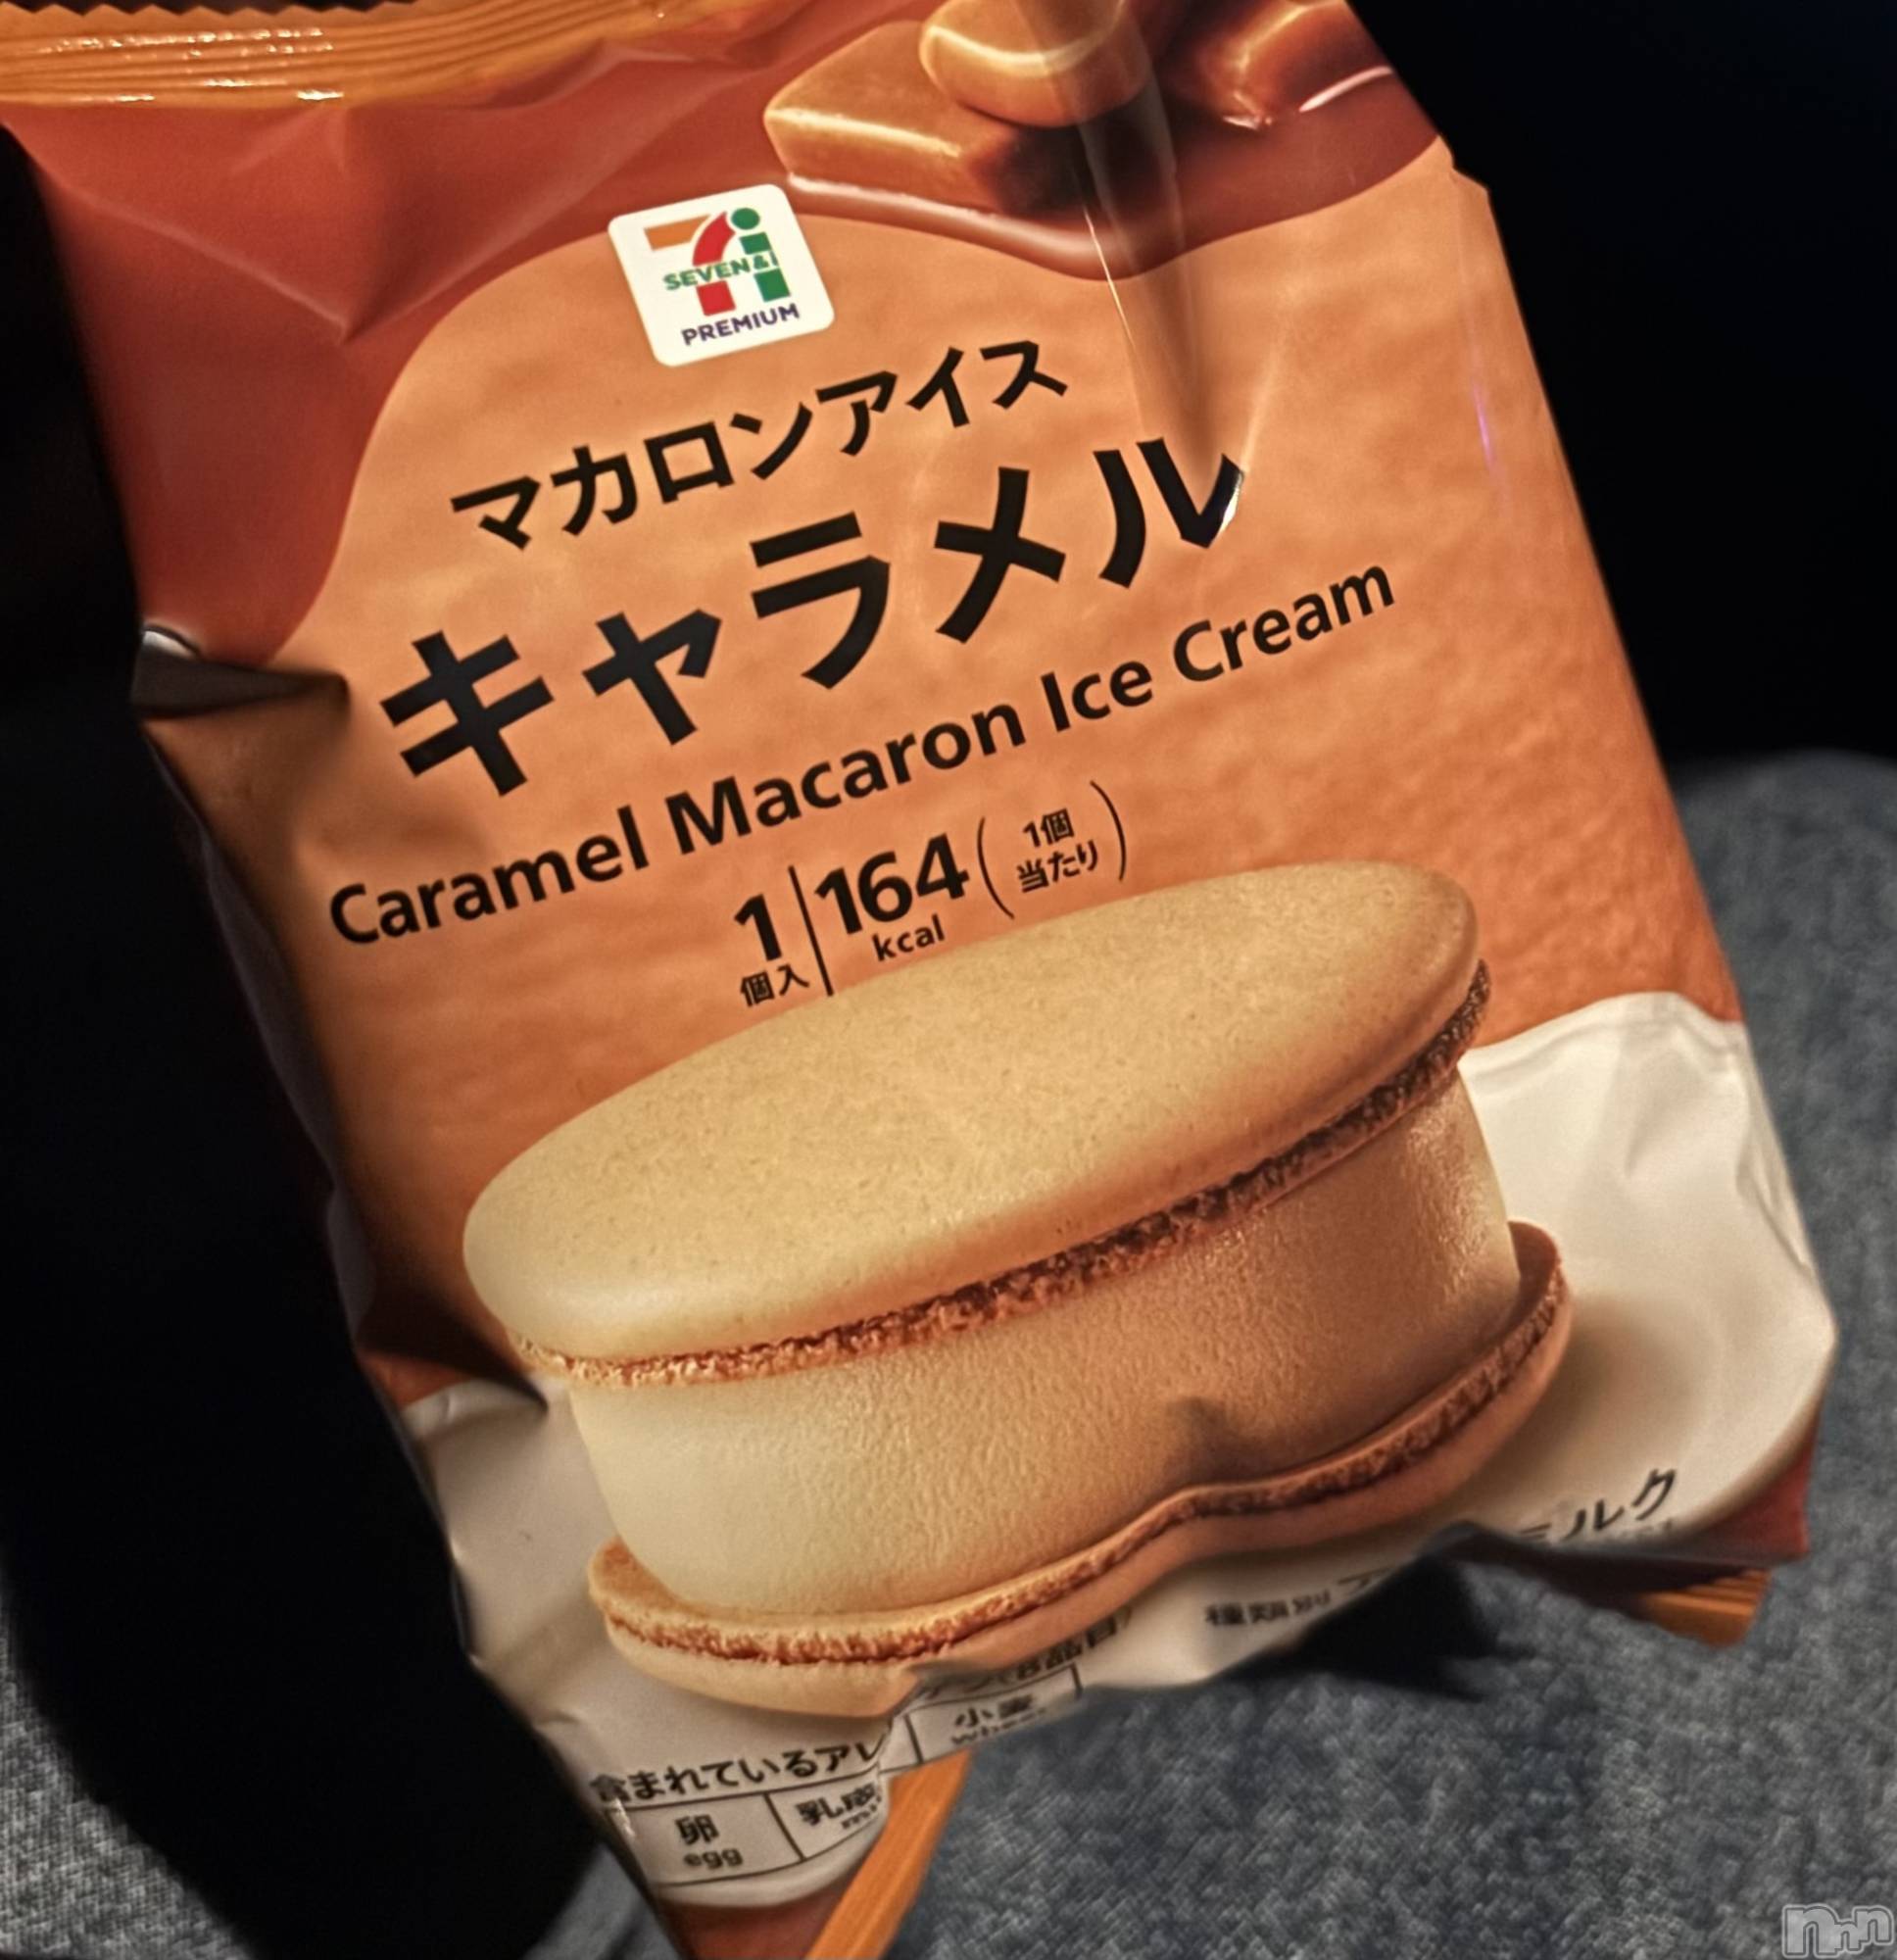 SEVEN&i
PREMIUM
マカロンアイス
キャラメル
Caramel Macaron Ice Cream
1個入 164kcal (1個当たり)
ミルク
種類別
含まれているアレ
卵 乳成 小麦
egg wheat